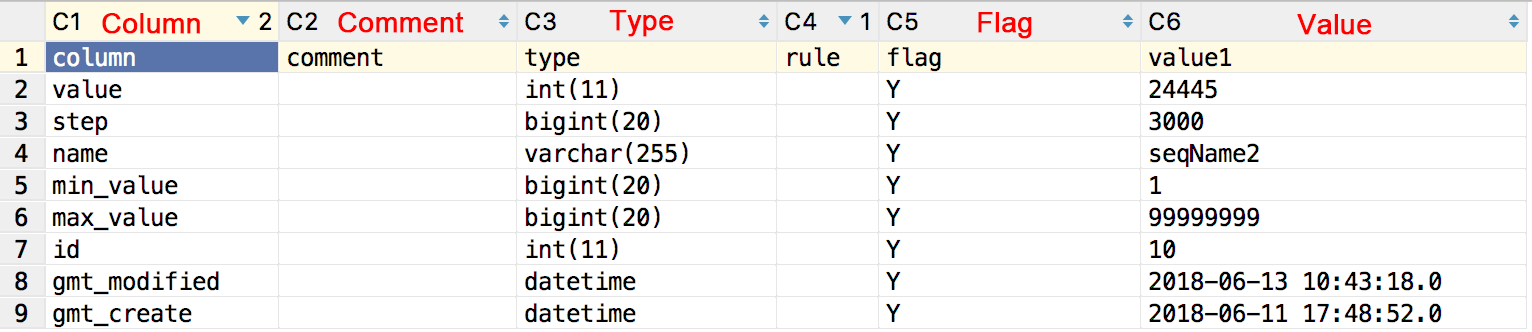 C1 Column 2 C2 Comment C3 Type C4 1 C5 Flag C6 Value
1 column comment type rule flag value1
2 value int(11) Y 24445
3 step bigint(20) Y 3000
4 name varchar(255) Y seqName2
5 min_value bigint(20) Y 1
6 max_value bigint(20) Y 99999999
7 id int(11) Y 10
8 gmt_modified datetime Y 2018-06-13 10:43:18.0
9 gmt_create datetime Y 2018-06-11 17:48:52.0